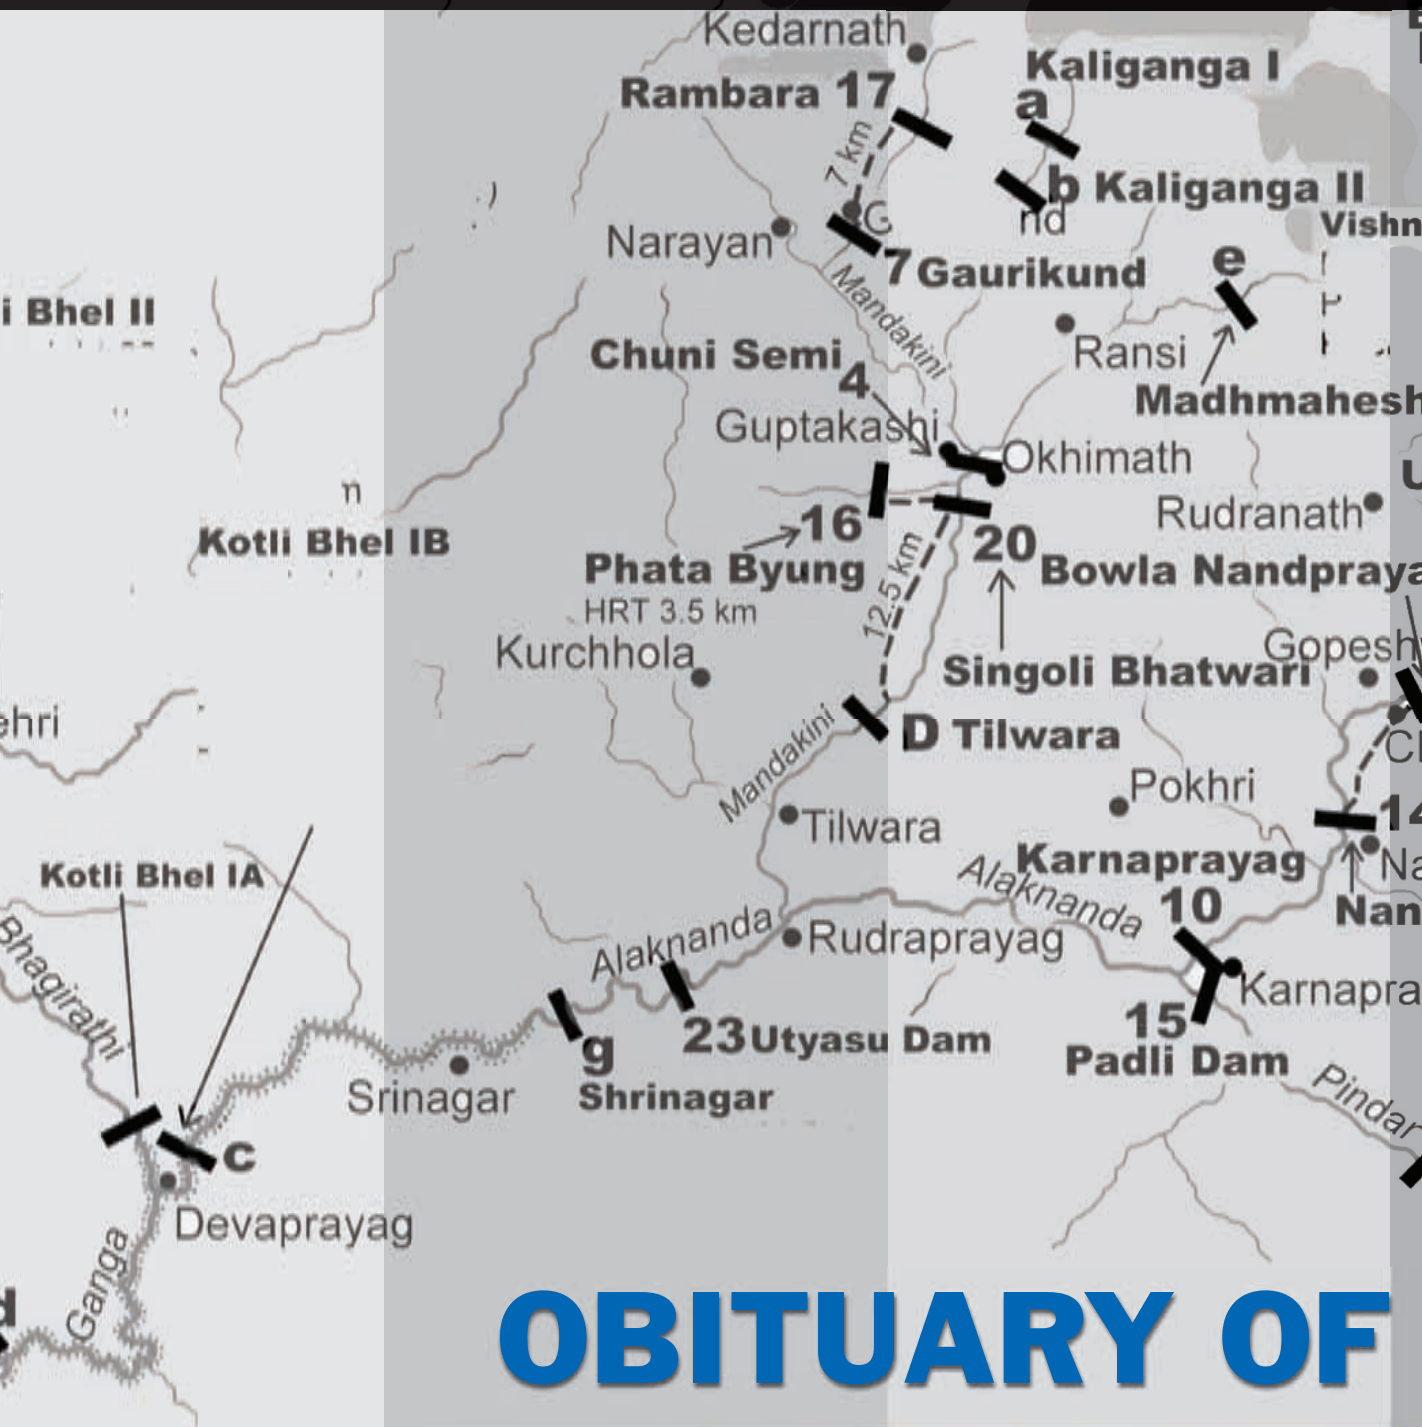 Kedarnath
Kaliganga I
Rambara 17
a
7 km
b Kaliganga II
G
nd
Vishn
Narayan
7 Gaurikund
e
i Bhel II
Mandakini
Chuni Semi
4
Ransi
Madhmahesh
Guptakashi
Okhimath
n
16
Rudranath
Kotli Bhel IB
20
Phata Byung
Bowla Nandpraya
HRT 3.5 km
12.5 km
Kurchhola
Gopesh
Singoli Bhatwari
ehri
D Tilwara
Mandakini
Pokhri
Tilwara
14
Kotli Bhel IA
Karnaprayag
Na
Alaknanda
10
Nan
Bhagirathi
Alaknanda
Rudraprayag
Karnapra
23 Utyasu Dam
15
g
Padli Dam
Srinagar
Shrinagar
Pindar
c
Devaprayag
Ganga
d
OBITUARY OF